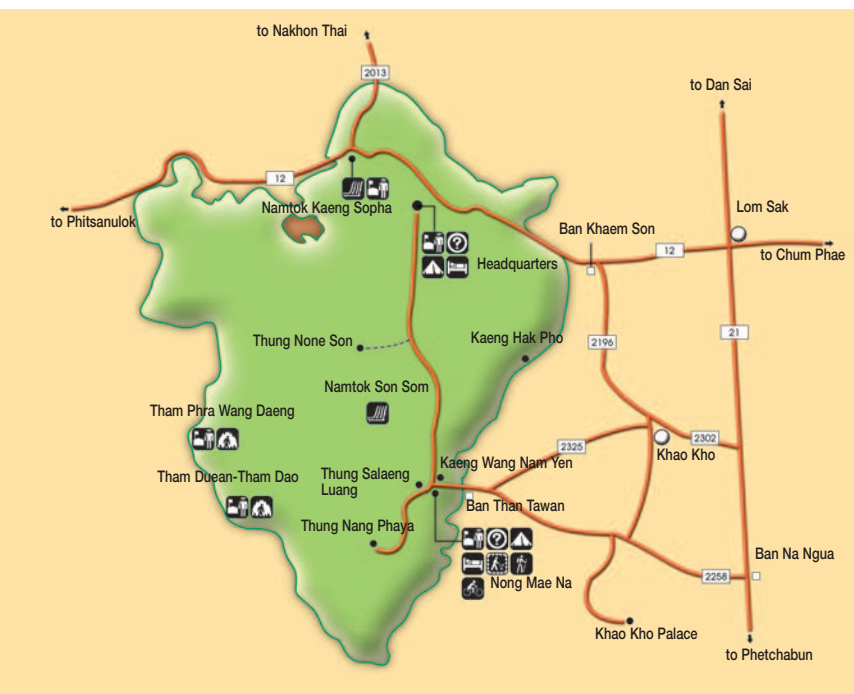 to Nakhon Thai
2013
to Dan Sai
12
to Phitsanulok
Namtok Kaeng Sopha
?
Headquarters
Ban Khaem Son
Lom Sak
12
to Chum Phae
Thung None Son
Kaeng Hak Pho
2196
21
Namtok Son Som
Tham Phra Wang Daeng
2325
2302
Khao Kho
Tham Duean-Tham Dao
Thung Salaeng
Luang
Kaeng Wang Nam Yen
Ban Than Tawan
Thung Nang Phaya
?
Nong Mae Na
2258
Ban Na Ngua
Khao Kho Palace
to Phetchabun